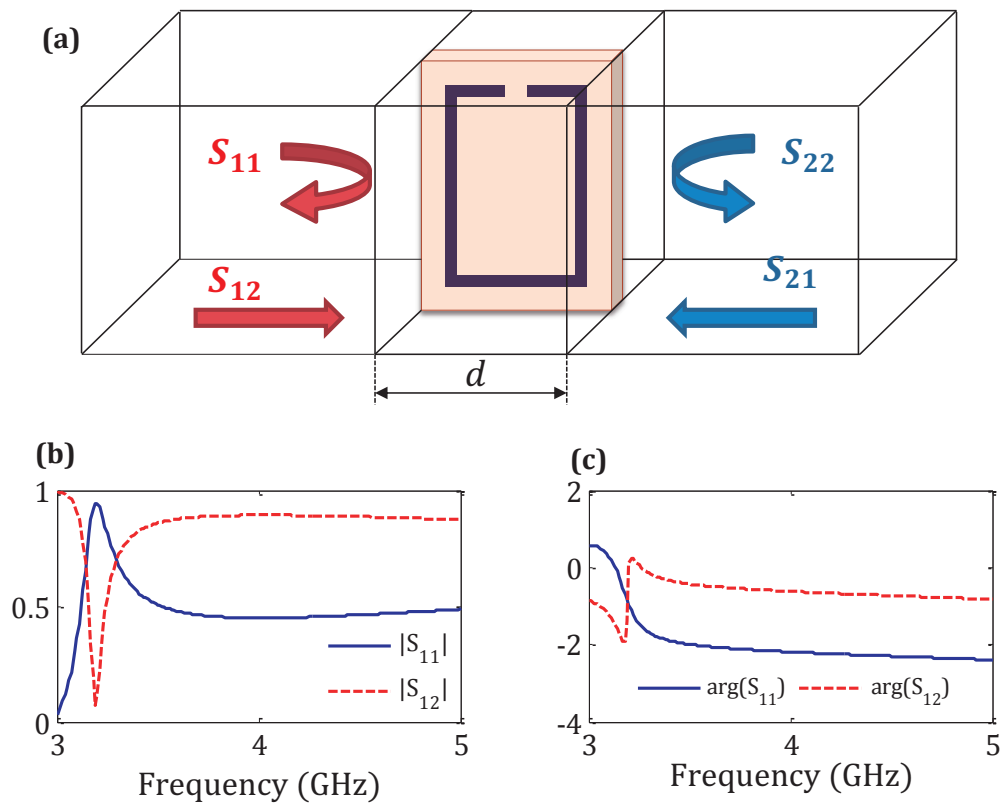 (a)
S11
S22
S12
S21
d
(b)
(c)
1
0.5
0
|S11|
|S12|
3
4
5
Frequency (GHz)
2
0
-2
-4
arg(S11)
arg(S12)
3
4
5
Frequency (GHz)